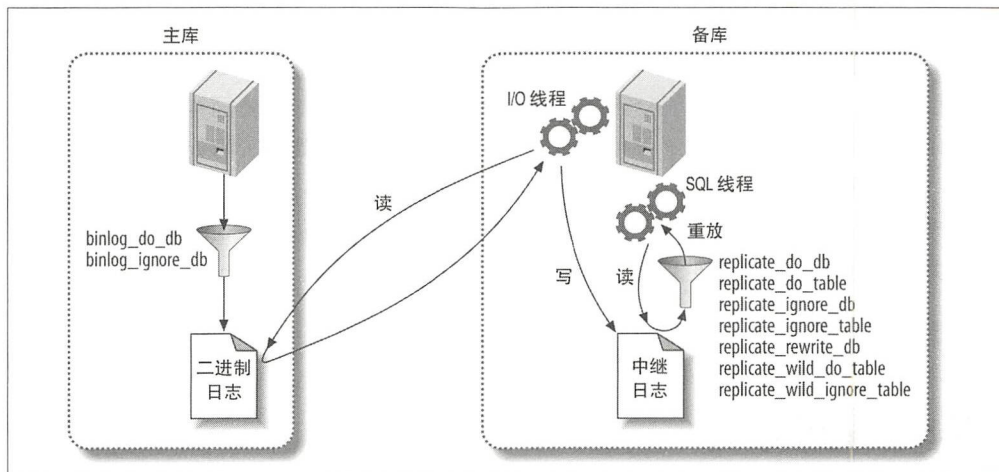 主库
备库
I/O 线程
读
SQL 线程
重放
binlog_do_db
binlog_ignore_db
写
读
replicate_do_db
replicate_do_table
replicate_ignore_db
replicate_ignore_table
replicate_rewrite_db
replicate_wild_do_table
replicate_wild_ignore_table
二进制
日志
中继
日志